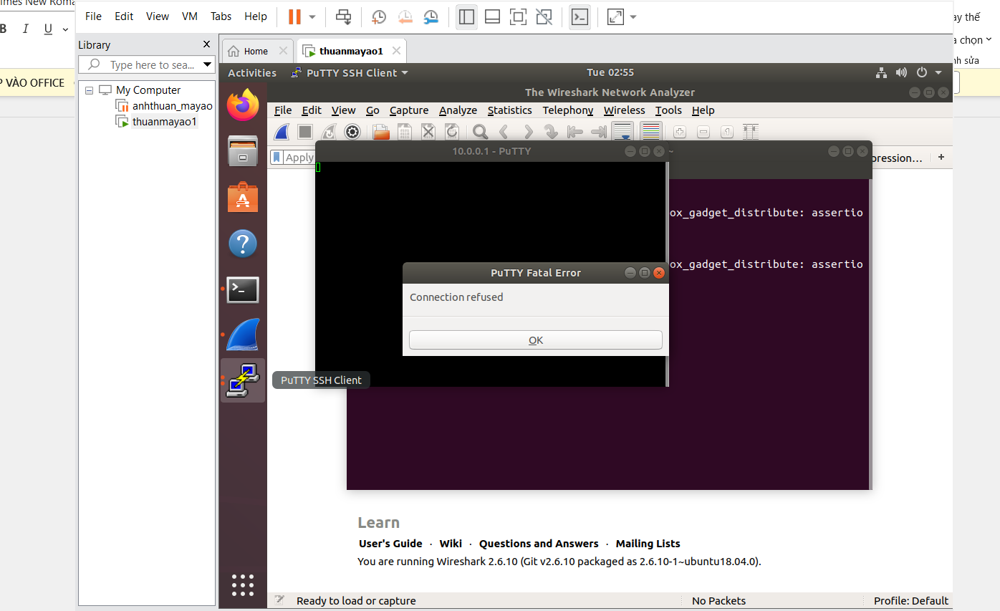 imes New Roma
B I U
P VÀO OFFICE
ay thế
a chọn
nh sửa
File Edit View VM Tabs Help
Library
Type here to sea...
My Computer
anhthuan_mayao
thuanmayao1
Home
thuanmayao1
Activities PuTTY SSH Client Tue 02:55
The Wireshark Network Analyzer
File Edit View Go Capture Analyze Statistics Telephony Wireless Tools Help
Apply
pression… +
10.0.0.1 - PuTTY
~
ox_gadget_distribute: assertio
ox_gadget_distribute: assertio
PuTTY Fatal Error
Connection refused
OK
PuTTY SSH Client
Learn
User's Guide · Wiki · Questions and Answers · Mailing Lists
You are running Wireshark 2.6.10 (Git v2.6.10 packaged as 2.6.10-1~ubuntu18.04.0).
Ready to load or capture No Packets Profile: Default